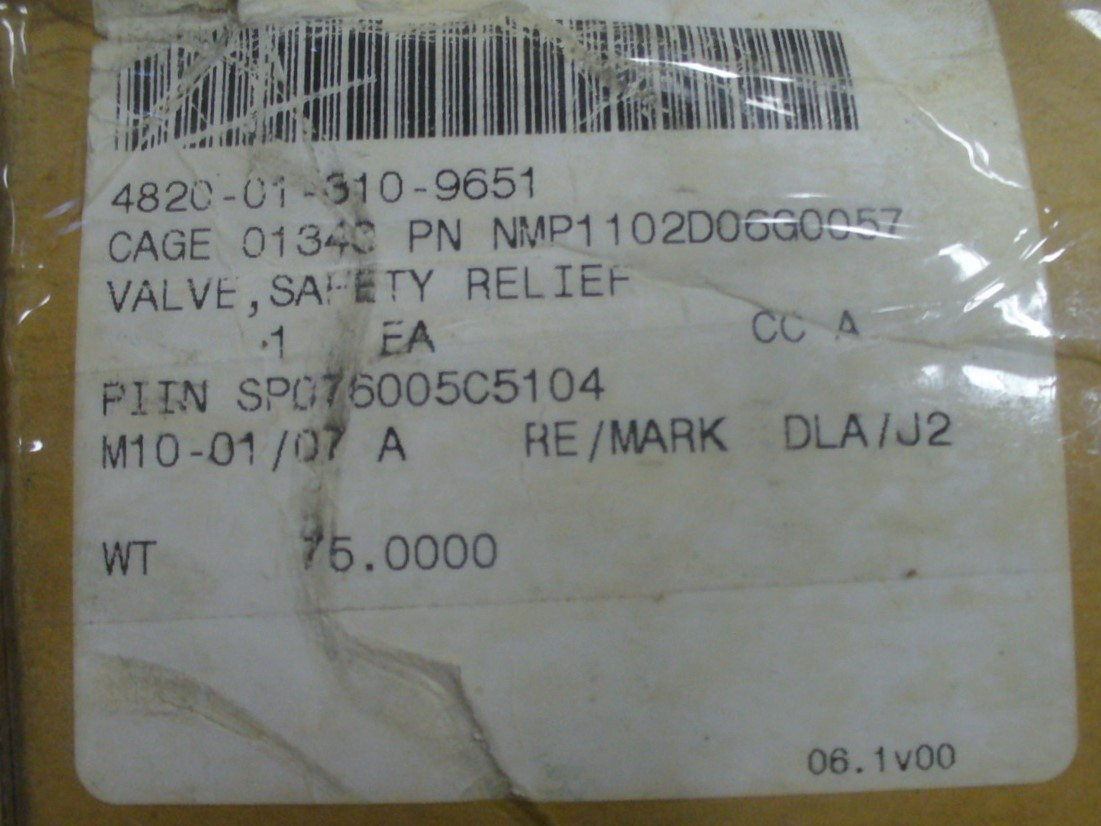 4820-01-310-9651
CAGE 01343 PN NMP1102D06G0057
VALVE,SAFETY RELIEF
1 EA CC A
PIIN SP076005C5104
M10-01/07 A RE/MARK DLA/J2
WT 75.0000
06.1v00